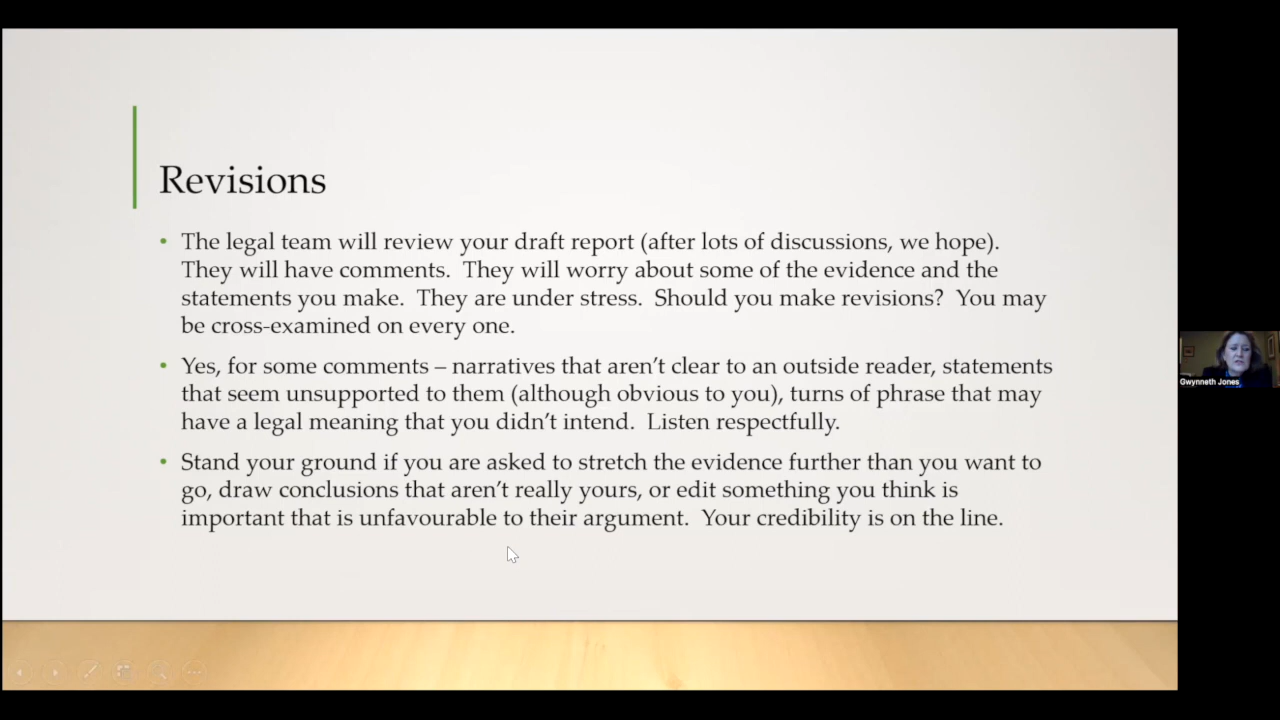 Revisions
• The legal team will review your draft report (after lots of discussions, we hope).
They will have comments.  They will worry about some of the evidence and the
statements you make.  They are under stress.  Should you make revisions?  You may
be cross-examined on every one.
• Yes, for some comments – narratives that aren't clear to an outside reader, statements
that seem unsupported to them (although obvious to you), turns of phrase that may
have a legal meaning that you didn't intend.  Listen respectfully.
• Stand your ground if you are asked to stretch the evidence further than you want to
go, draw conclusions that aren't really yours, or edit something you think is
important that is unfavourable to their argument.  Your credibility is on the line.
Gwynneth Jones